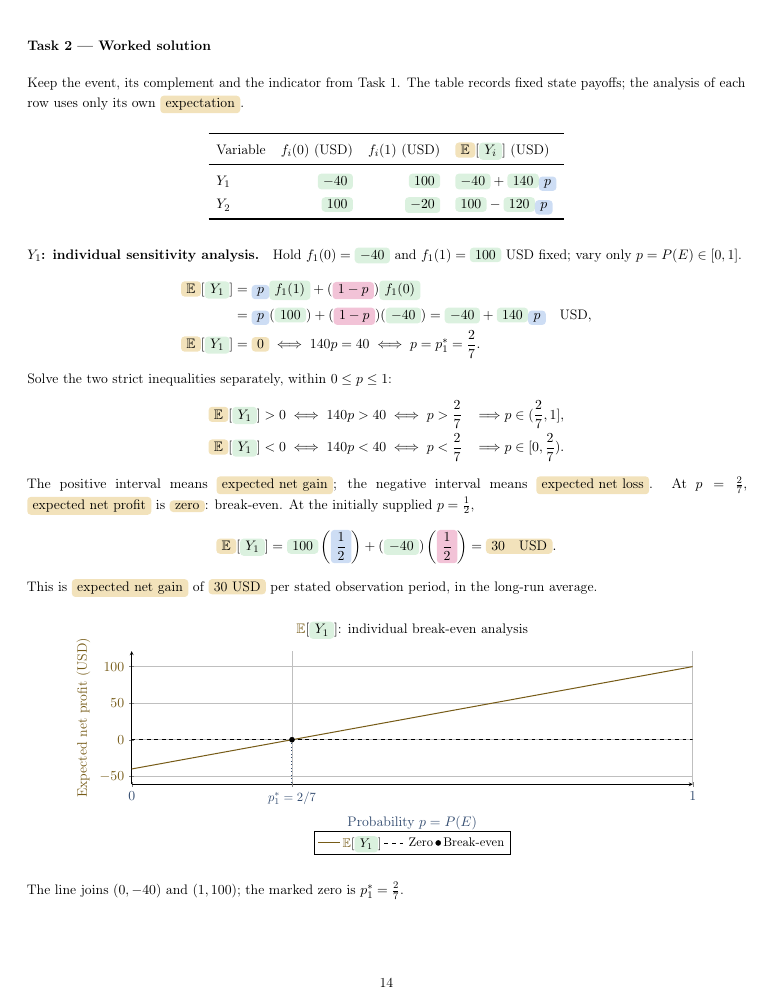 Task 2 — Worked solution
Keep the event, its complement and the indicator from Task 1. The table records fixed state payoffs; the analysis of each
row uses only its own expectation.
Variable f_i(0) (USD) f_i(1) (USD) 𝔼[Y_i] (USD)
Y_1 −40 100 −40 + 140 p
Y_2 100 −20 100 − 120 p
Y_1: individual sensitivity analysis. Hold f_1(0) = −40 and f_1(1) = 100 USD fixed; vary only p = P(E) ∈ [0, 1].
𝔼[Y_1] = p f_1(1) + (1 − p) f_1(0)
= p(100) + (1 − p)(−40) = −40 + 140 p USD,
𝔼[Y_1] = 0 ⟺ 140p = 40 ⟺ p = p_1^* = 2/7.
Solve the two strict inequalities separately, within 0 ≤ p ≤ 1:
𝔼[Y_1] > 0 ⟺ 140p > 40 ⟺ p > 2/7 ⟹ p ∈ (2/7, 1],
𝔼[Y_1] < 0 ⟺ 140p < 40 ⟺ p < 2/7 ⟹ p ∈ [0, 2/7).
The positive interval means expected net gain; the negative interval means expected net loss. At p = 2/7,
expected net profit is zero: break-even. At the initially supplied p = 1/2,
𝔼[Y_1] = 100 (1/2) + (−40) (1/2) = 30 USD.
This is expected net gain of 30 USD per stated observation period, in the long-run average.
𝔼[Y_1]: individual break-even analysis
Expected net profit (USD)
100
50
0
−50
0 p_1^* = 2/7 1
Probability p = P(E)
𝔼[Y_1] Zero Break-even
The line joins (0, −40) and (1, 100); the marked zero is p_1^* = 2/7.
14